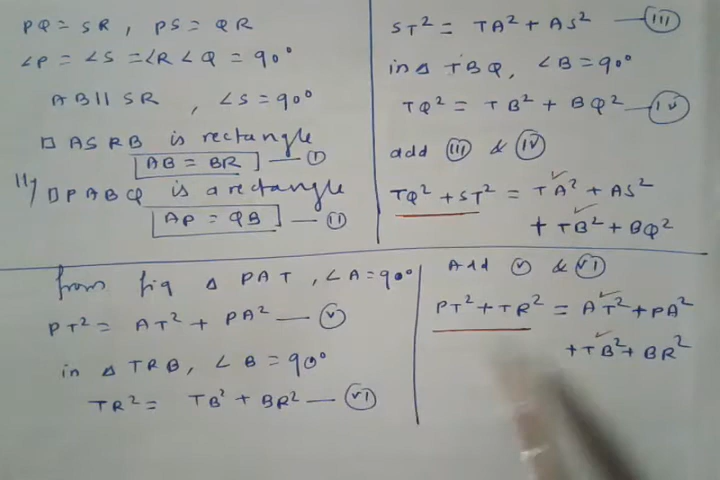 PQ = SR , PS = QR
∠P = ∠S = ∠R ∠Q = 90°
AB || SR , ∠S = 90°
□ ASRB is rectangle
AB = BR — (I)
11/y □ PABQ is a rectangle
AP = QB — (II)
ST² = TA² + AS² — (III)
in △ TBQ, ∠B = 90°
TQ² = TB² + BQ² — (IV)
add (III) & (IV)
TQ² + ST² = TA² + AS²
+ TB² + BQ²
from fig △ PAT , ∠A = 90°
PT² = AT² + PA² — (V)
in △ TRB, ∠B = 90°
TR² = TB² + BR² — (VI)
Add (V) & (VI)
PT² + TR² = AT² + PA²
+ TB² + BR²